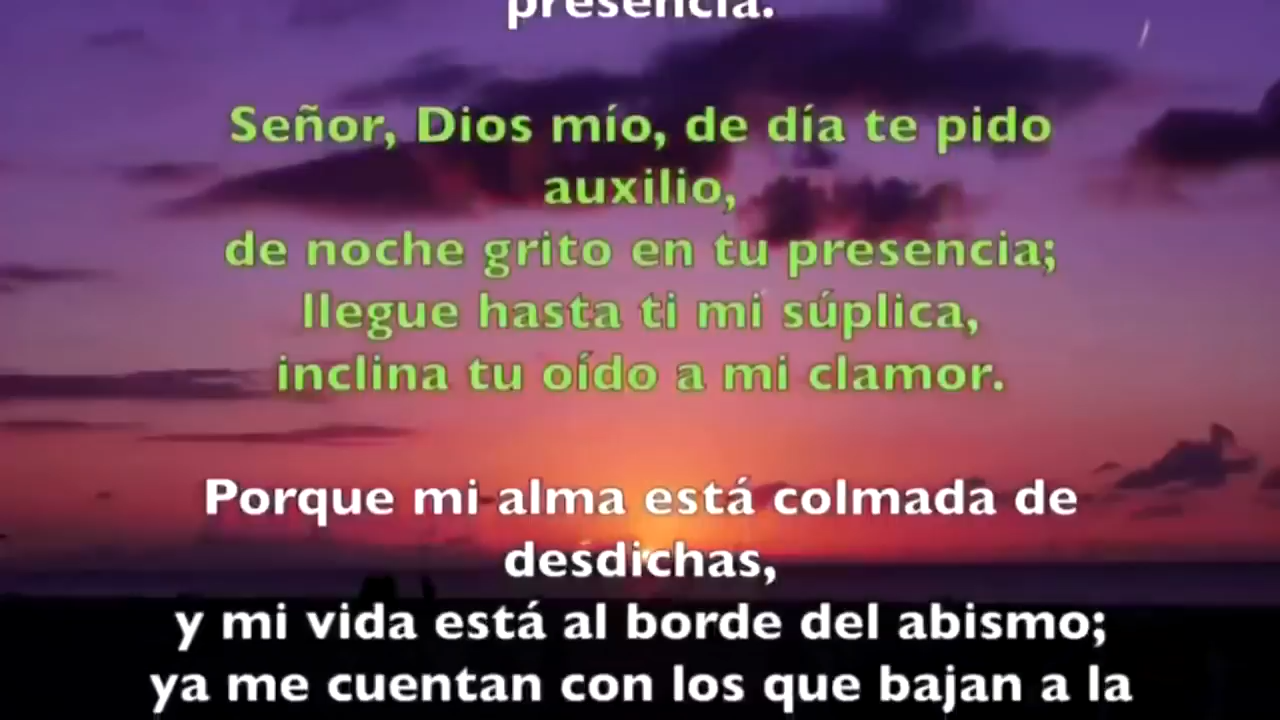 presencia.
Señor, Dios mío, de día te pido
auxilio,
de noche grito en tu presencia;
llegue hasta ti mi súplica,
inclina tu oído a mi clamor.
Porque mi alma está colmada de
desdichas,
y mi vida está al borde del abismo;
ya me cuentan con los que bajan a la